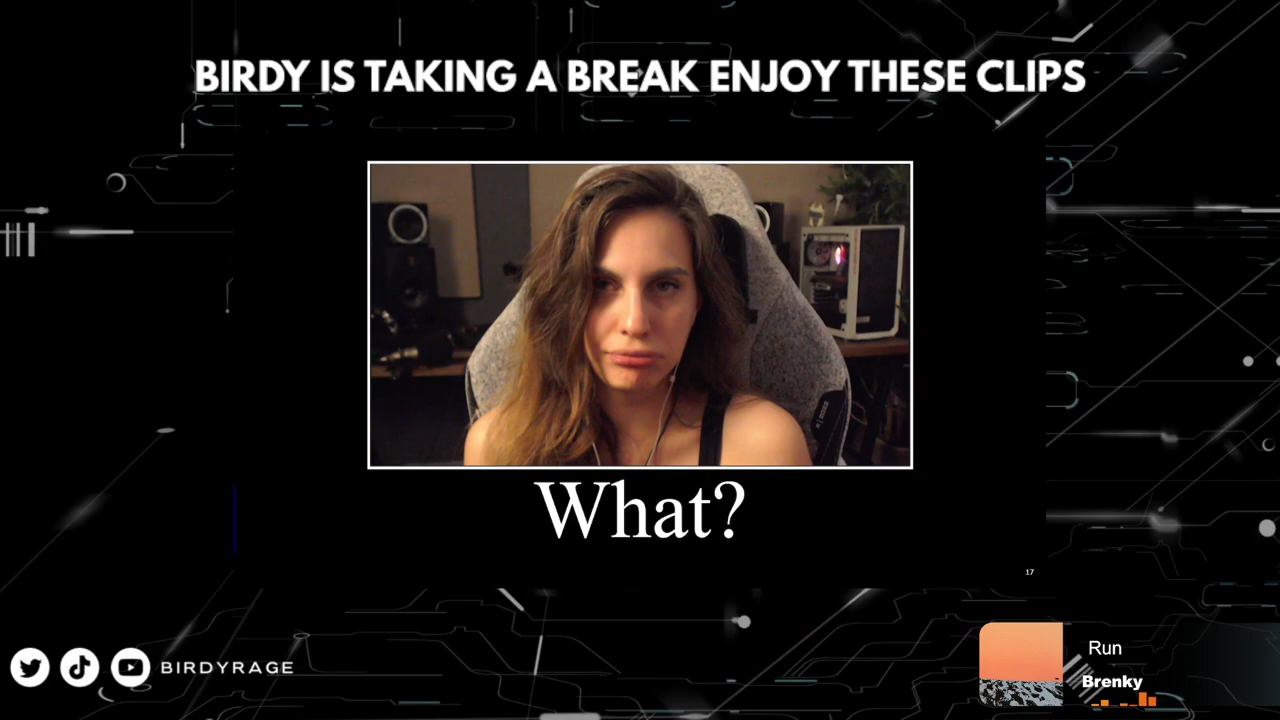 BIRDY IS TAKING A BREAK ENJOY THESE CLIPS
What?
17
BIRDYRAGE
Run
Brenky